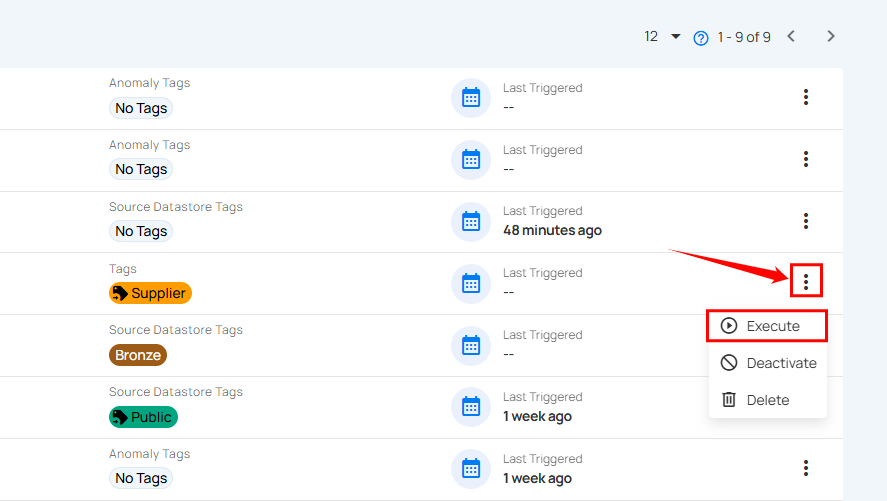 12 1 - 9 of 9
Anomaly Tags
No Tags
Last Triggered
--
Anomaly Tags
No Tags
Last Triggered
--
Source Datastore Tags
No Tags
Last Triggered
48 minutes ago
Tags
Supplier
Last Triggered
--
Execute
Deactivate
Delete
Source Datastore Tags
Bronze
Last Triggered
--
Source Datastore Tags
Public
Last Triggered
1 week ago
Anomaly Tags
No Tags
Last Triggered
1 week ago